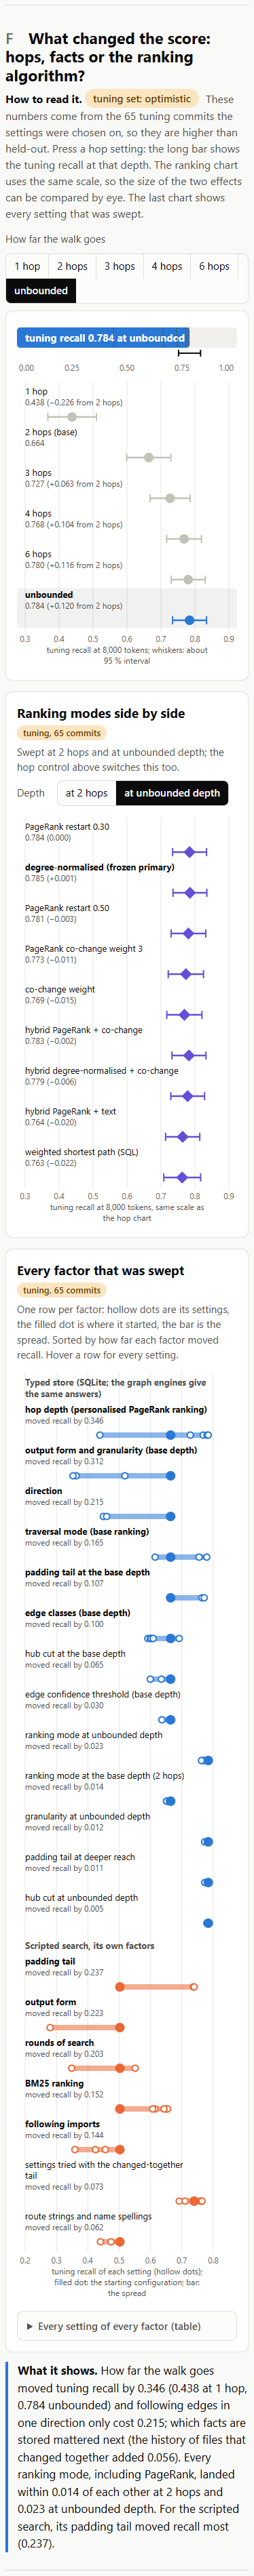 F What changed the score:
hops, facts or the ranking
algorithm?
How to read it. tuning set: optimistic These
numbers come from the 65 tuning commits the
settings were chosen on, so they are higher than
held-out. Press a hop setting: the long bar shows
the tuning recall at that depth. The ranking chart
uses the same scale, so the size of the two effects
can be compared by eye. The last chart shows
every setting that was swept.
How far the walk goes
1 hop 2 hops 3 hops 4 hops 6 hops
unbounded
tuning recall 0.784 at unbounded
0.00 0.25 0.50 0.75 1.00
1 hop
0.438 (−0.226 from 2 hops)
2 hops (base)
0.664
3 hops
0.727 (+0.063 from 2 hops)
4 hops
0.768 (+0.104 from 2 hops)
6 hops
0.780 (+0.116 from 2 hops)
unbounded
0.784 (+0.120 from 2 hops)
0.3 0.4 0.5 0.6 0.7 0.8 0.9
tuning recall at 8,000 tokens; whiskers: about
95 % interval
Ranking modes side by side
tuning, 65 commits
Swept at 2 hops and at unbounded depth; the
hop control above switches this too.
Depth at 2 hops at unbounded depth
PageRank restart 0.30
0.784 (0.000)
degree-normalised (frozen primary)
0.785 (+0.001)
PageRank restart 0.50
0.781 (−0.003)
PageRank co-change weight 3
0.773 (−0.011)
co-change weight
0.769 (−0.015)
hybrid PageRank + co-change
0.783 (−0.002)
hybrid degree-normalised + co-change
0.779 (−0.006)
hybrid PageRank + text
0.764 (−0.020)
weighted shortest path (SQL)
0.763 (−0.022)
0.3 0.4 0.5 0.6 0.7 0.8 0.9
tuning recall at 8,000 tokens, same scale as
the hop chart
Every factor that was swept
tuning, 65 commits
One row per factor: hollow dots are its settings,
the filled dot is where it started, the bar is the
spread. Sorted by how far each factor moved
recall. Hover a row for every setting.
Typed store (SQLite; the graph engines give
the same answers)
hop depth (personalised PageRank ranking)
moved recall by 0.346
output form and granularity (base depth)
moved recall by 0.312
direction
moved recall by 0.215
traversal mode (base ranking)
moved recall by 0.165
padding tail at the base depth
moved recall by 0.107
edge classes (base depth)
moved recall by 0.100
hub cut at the base depth
moved recall by 0.065
edge confidence threshold (base depth)
moved recall by 0.030
ranking mode at unbounded depth
moved recall by 0.023
ranking mode at the base depth (2 hops)
moved recall by 0.014
granularity at unbounded depth
moved recall by 0.012
padding tail at deeper reach
moved recall by 0.011
hub cut at unbounded depth
moved recall by 0.005
Scripted search, its own factors
padding tail
moved recall by 0.237
output form
moved recall by 0.223
rounds of search
moved recall by 0.203
BM25 ranking
moved recall by 0.152
following imports
moved recall by 0.144
settings tried with the changed-together
tail
moved recall by 0.073
route strings and name spellings
moved recall by 0.062
0.2 0.3 0.4 0.5 0.6 0.7 0.8
tuning recall of each setting (hollow dots);
filled dot: the starting configuration; bar:
the spread
▶ Every setting of every factor (table)
What it shows. How far the walk goes
moved tuning recall by 0.346 (0.438 at 1 hop,
0.784 unbounded) and following edges in
one direction only cost 0.215; which facts are
stored mattered next (the history of files that
changed together added 0.056). Every
ranking mode, including PageRank, landed
within 0.014 of each other at 2 hops and
0.023 at unbounded depth. For the scripted
search, its padding tail moved recall most
(0.237).